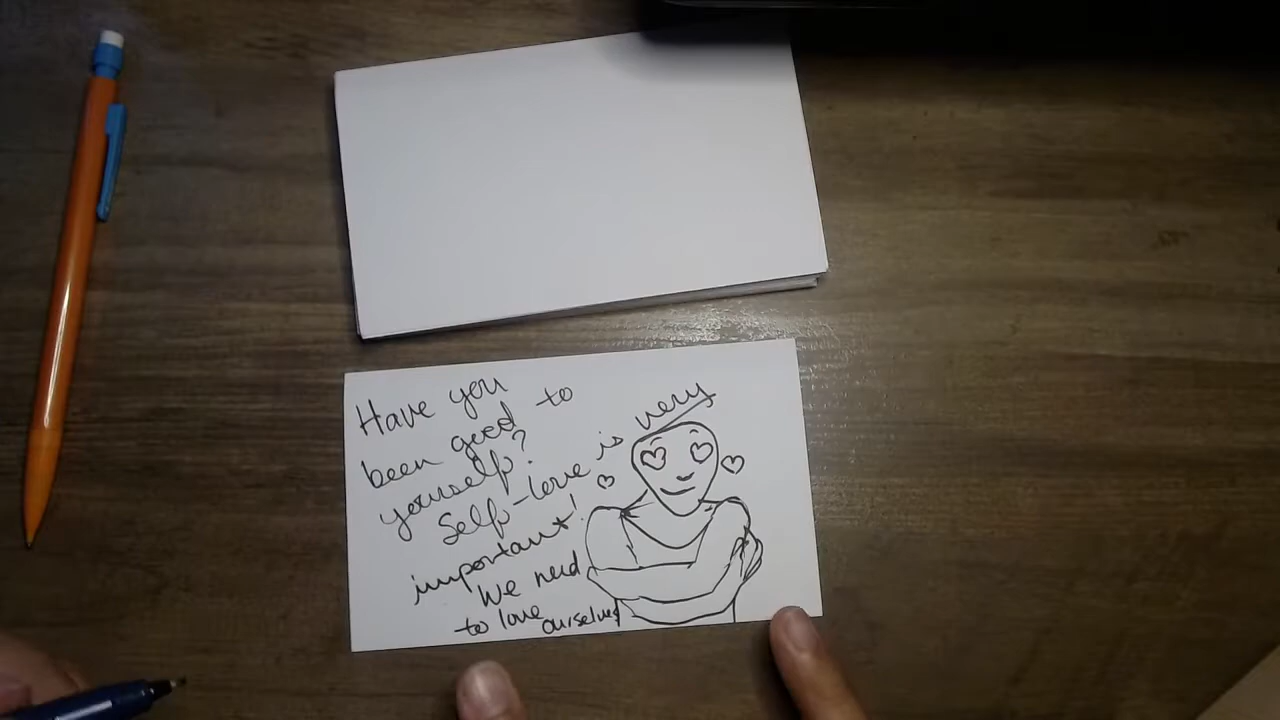 Have you
been good to
yourself?
Self-love is very
important!
We need
to love ourselves